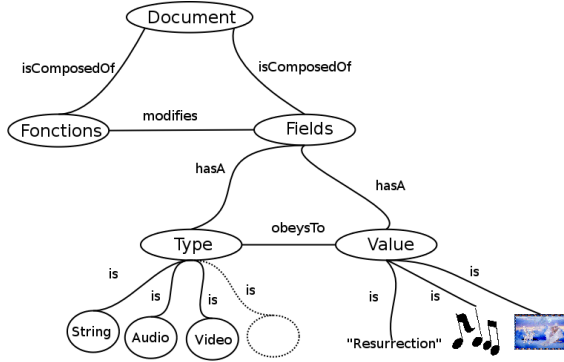 Document
isComposedOf
isComposedOf
Fonctions
modifies
Fields
hasA
hasA
Type
obeysTo
Value
is
is
is
is
is
is
is
String
Audio
Video
"Resurrection"